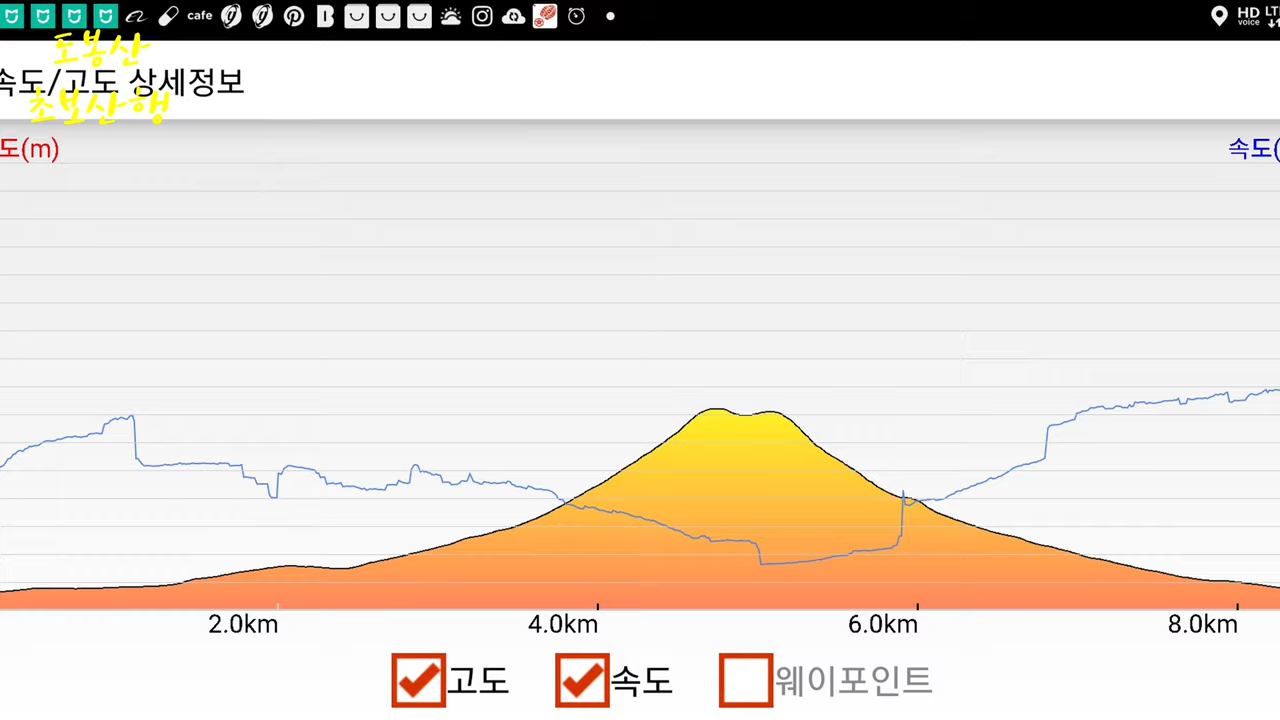 cafe
HD
voice
LT
도봉산
속도/고도 상세정보
초보산행
도(m)
속도(
2.0km
4.0km
6.0km
8.0km
고도
속도
웨이포인트